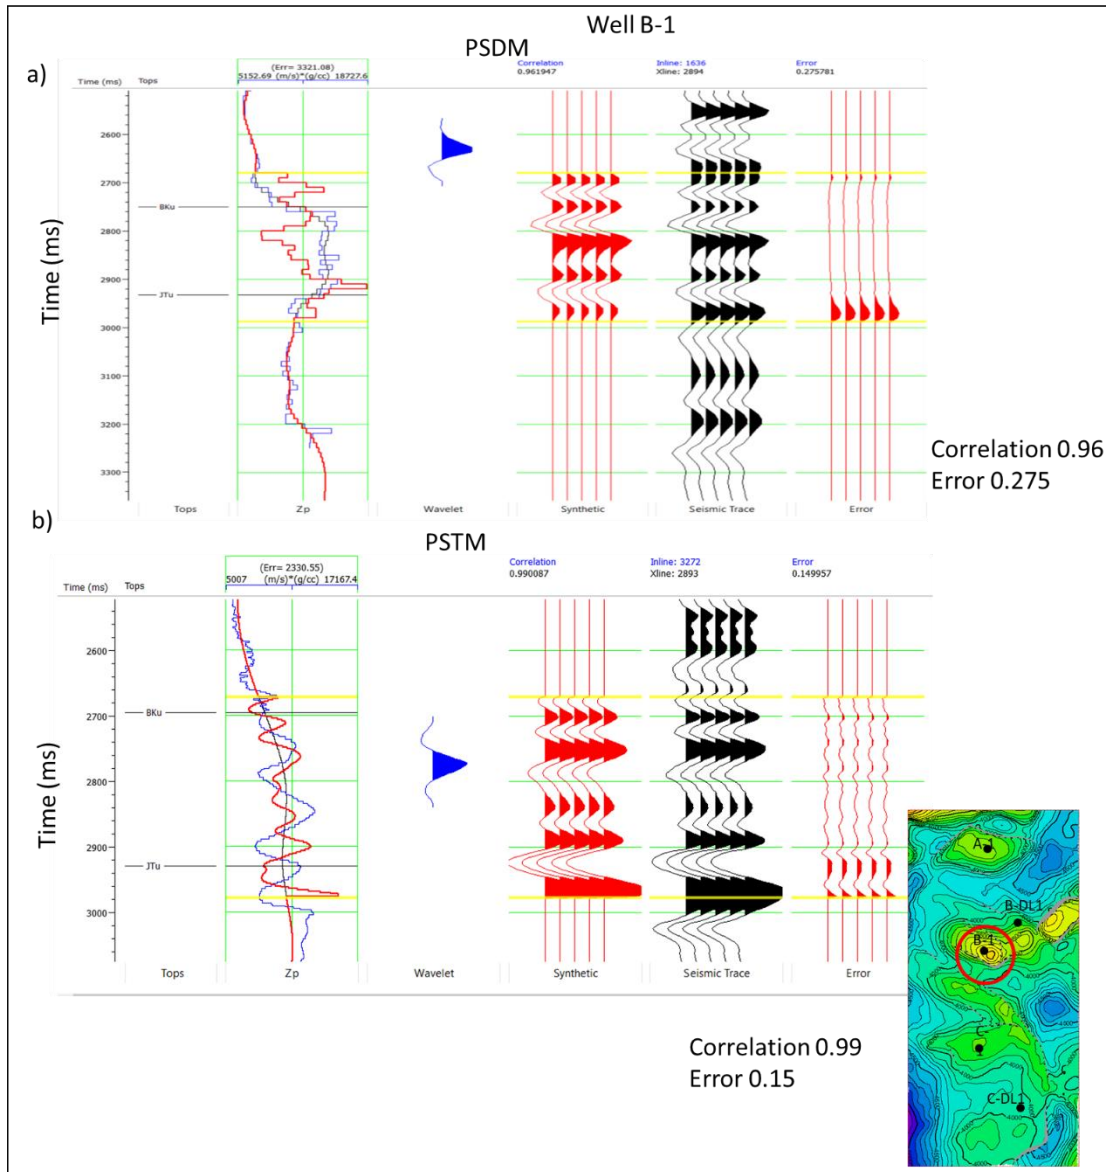 Well B-1
PSDM
a)
(Err= 3321.08)
Correlation
Inline: 1636
Error
Time (ms) Tops
5152.69 (m/s)*(g/cc) 18727.6
0.961947
Xline: 2894
0.275781
2600
2700
BKu
2800
2900
JTu
3000
3100
3200
3300
Time (ms)
Tops Zp Wavelet Synthetic Seismic Trace Error
Correlation 0.96
Error 0.275
b)
PSTM
(Err= 2330.55)
Correlation
Inline: 3272
Error
Time (ms) Tops
5007 (m/s)*(g/cc) 17167.4
0.990087
Xline: 2893
0.149957
2600
2700
BKu
2800
2900
JTu
3000
Time (ms)
Tops Zp Wavelet Synthetic Seismic Trace Error
Correlation 0.99
Error 0.15
A-1
B-DL1
B-1
C-
1
C-DL1